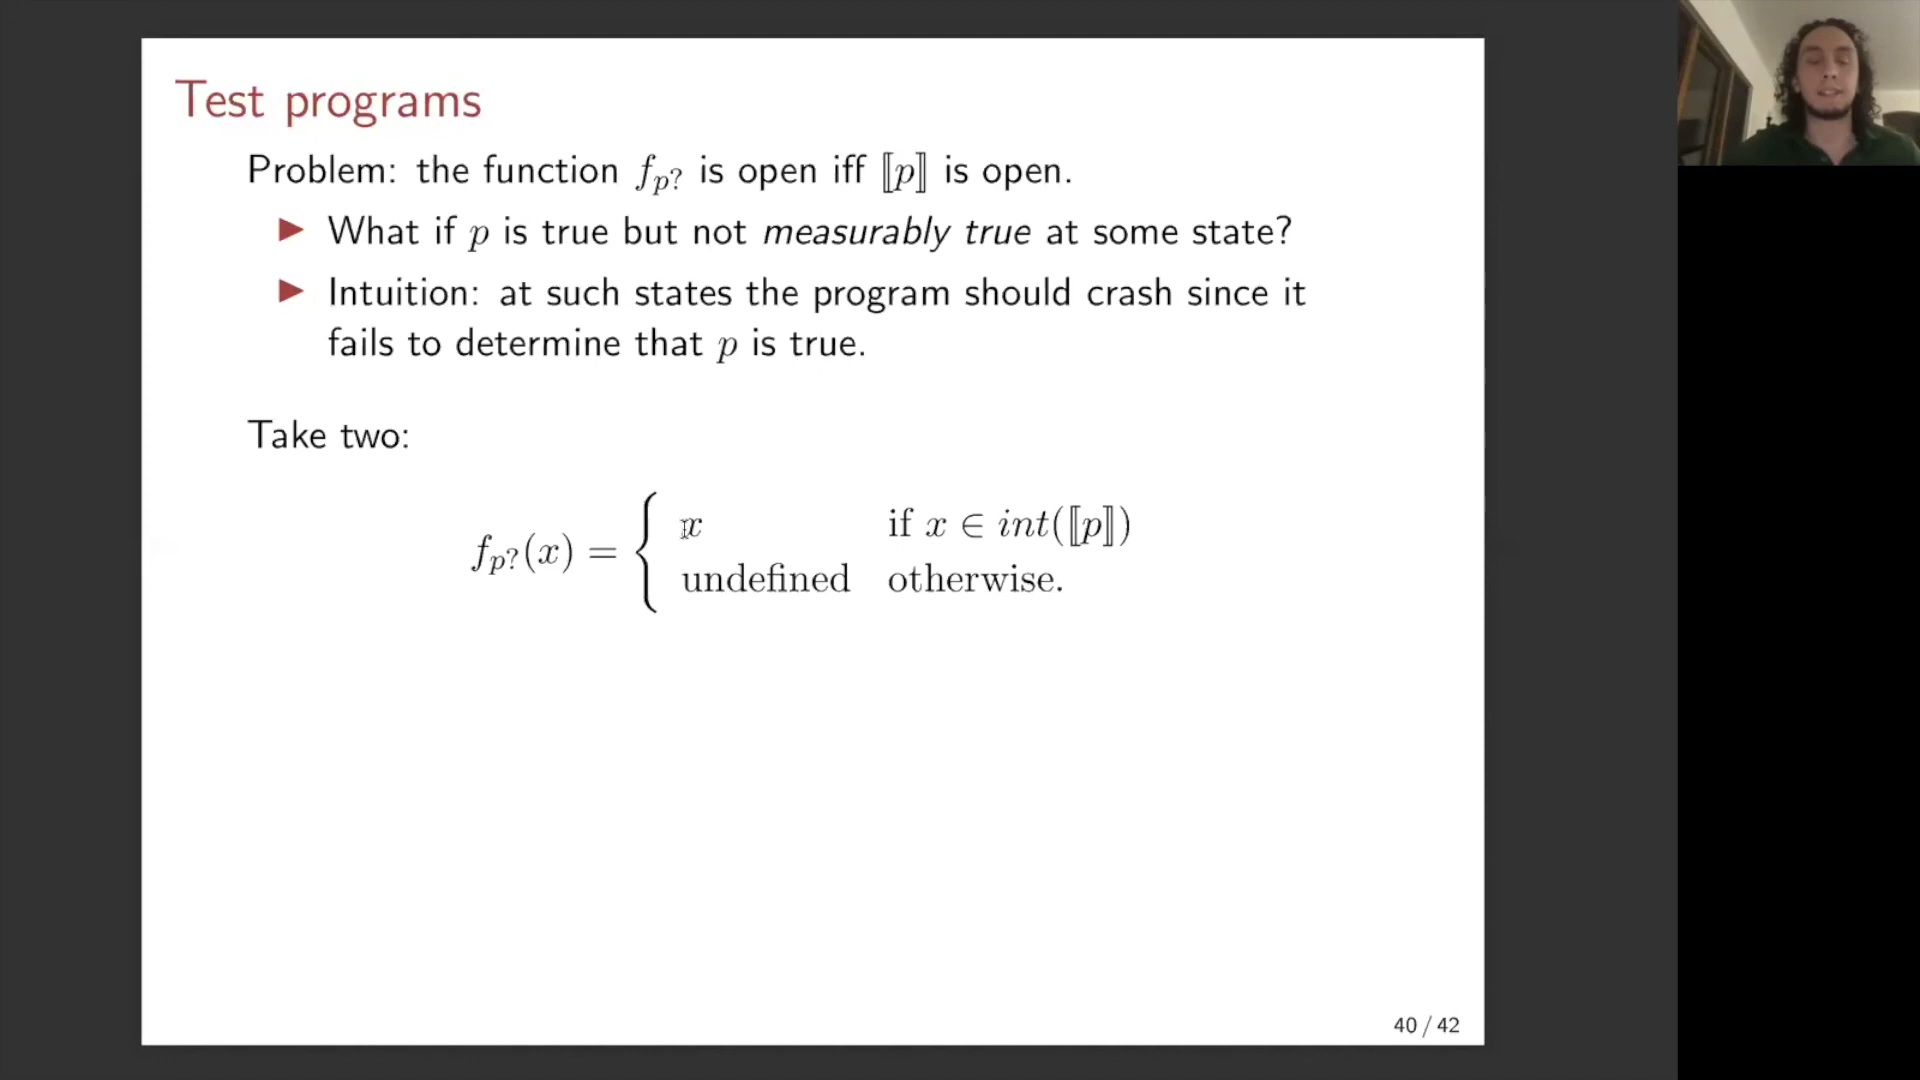 Test programs
Problem: the function f_{p?} is open iff ⟦p⟧ is open.
▶ What if p is true but not measurably true at some state?
▶ Intuition: at such states the program should crash since it
fails to determine that p is true.
Take two:
f_{p?}(x) = { x if x ∈ int(⟦p⟧)
undefined otherwise.
40 / 42